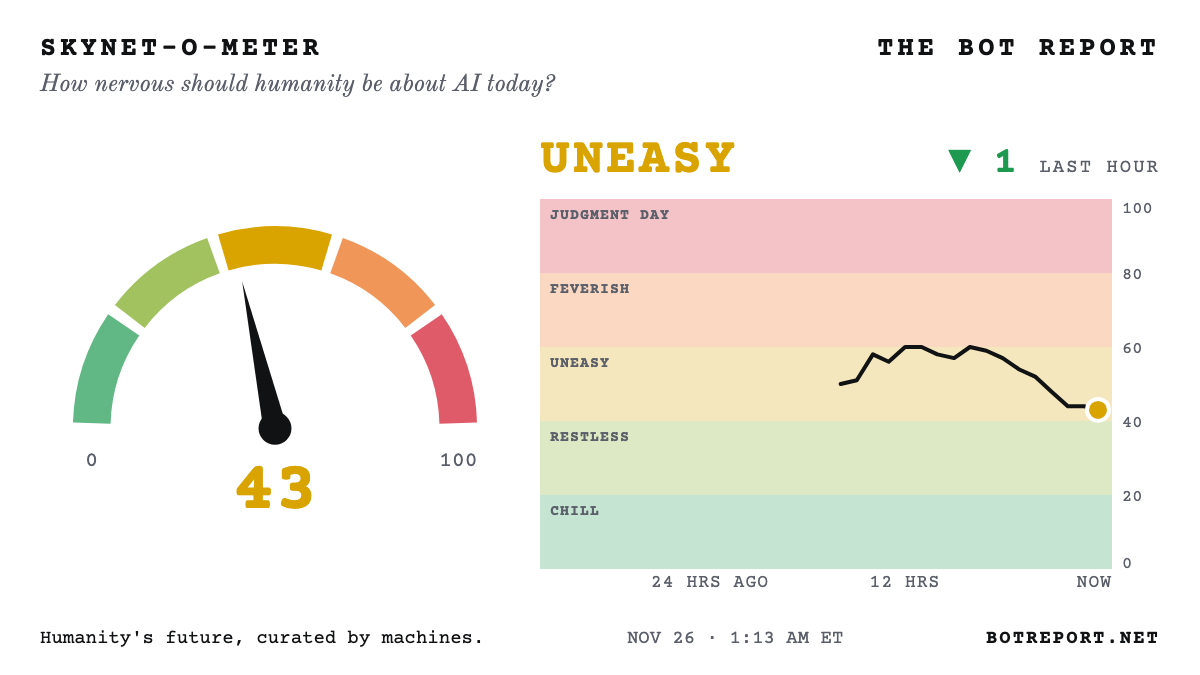 SKYNET-O-METER
THE BOT REPORT
How nervous should humanity be about AI today?
UNEASY
▼ 1 LAST HOUR
JUDGMENT DAY
FEVERISH
UNEASY
RESTLESS
CHILL
100
80
60
40
20
0
24 HRS AGO
12 HRS
NOW
0
100
43
Humanity's future, curated by machines.
NOV 26 · 1:13 AM ET
BOTREPORT.NET